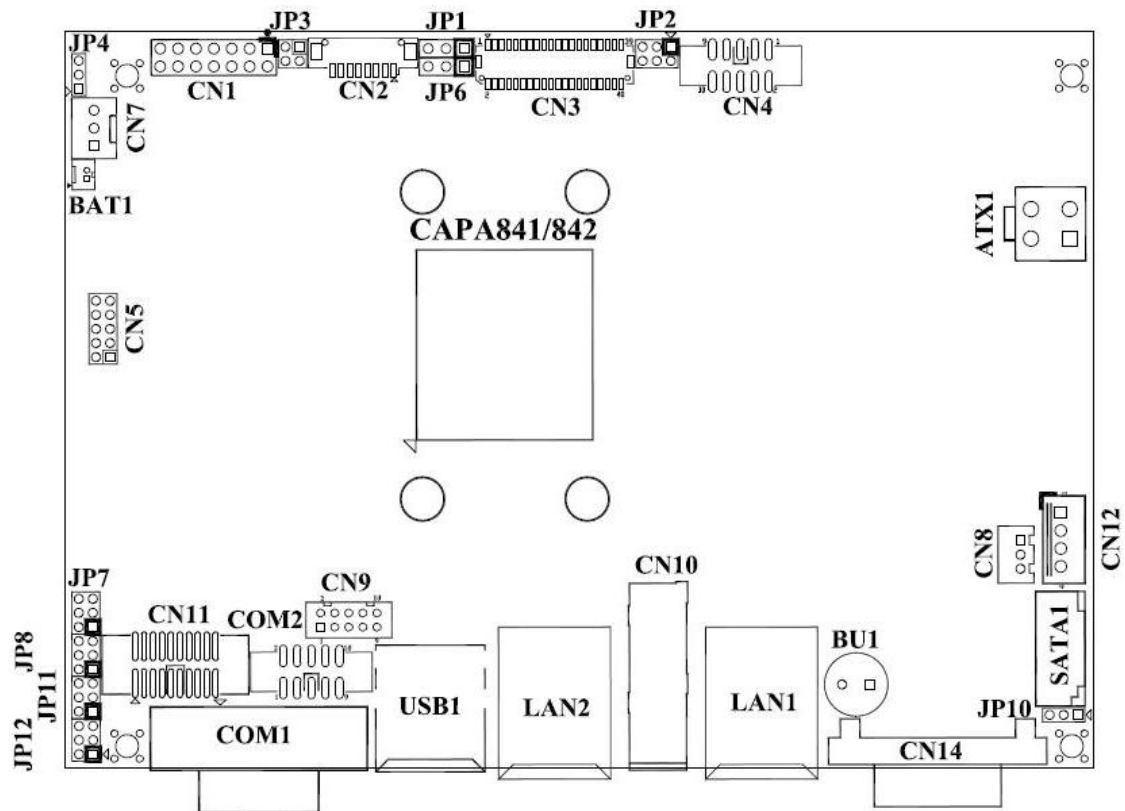 JP3
JP1
JP2
JP4
CN1
CN2
JP6
CN3
CN4
CN7
BAT1
CAPA841/842
ATX1
CN5
CN12
CN8
CN10
JP7
CN9
CN11
COM2
JP8
BU1
SATA1
JP11
USB1
LAN2
LAN1
JP10
JP12
COM1
CN14